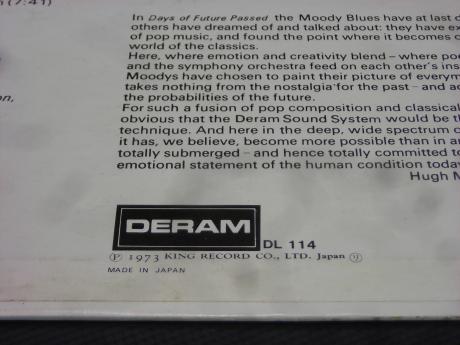 (7:41)
In Days of Future Passed the Moody Blues have at last d
others have dreamed of and talked about: they have ex
of pop music, and found the point where it becomes o
world of the classics.
Here, where emotion and creativity blend – where poe
and the symphony orchestra feed on each other's ins
Moodys have chosen to paint their picture of everym
takes nothing from the nostalgia for the past – and ac
the probabilities of the future.
For such a fusion of pop composition and classical
obvious that the Deram Sound System would be th
technique. And here in the deep, wide spectrum o
it has, we believe, become more possible than in an
totally submerged – and hence totally committed to
emotional statement of the human condition today
Hugh M
DERAM
DL 114
Ⓟ 1973 KING RECORD CO., LTD. Japan
MADE IN JAPAN